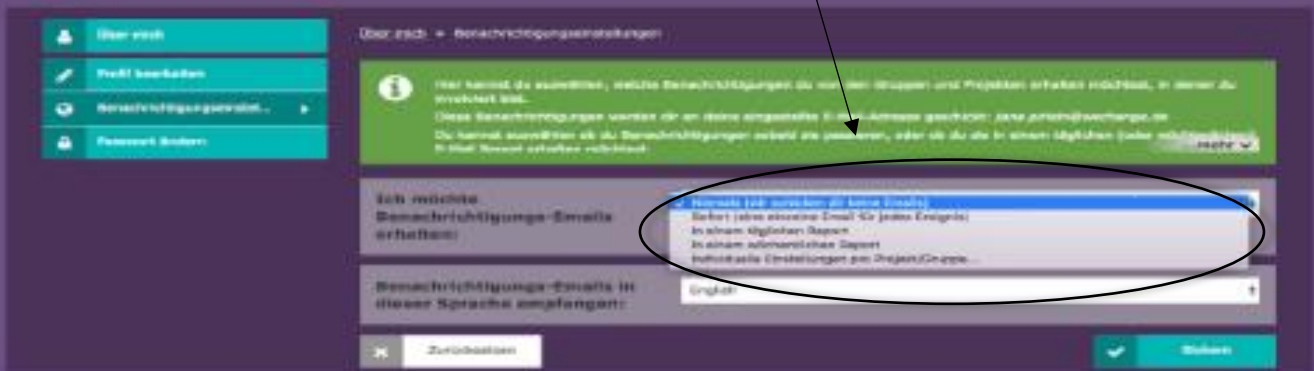 Über mich
Profil bearbeiten
Benachrichtigungseinstel...
Passwort ändern
Über mich » Benachrichtigungseinstellungen
Hier kannst du auswählen, welche Benachrichtigungen du von den Gruppen und Projekten erhalten möchtest, in denen du
involviert bist.
Diese Benachrichtigungen werden dir an deine eingestellte E-Mail-Adresse geschickt:
Du kannst auswählen ob du Benachrichtigungen sobald sie passieren, oder ob du sie in einem täglichen (oder wöchentlichen)
E-Mail Report erhalten möchtest.
mehr
Ich möchte
Benachrichtigungs-Emails
erhalten:
Niemals (wir schicken dir keine Emails)
Sofort (eine einzelne Email für jedes Ereignis)
In einem täglichen Report
In einem wöchentlichen Report
Individuelle Einstellungen pro Projekt/Gruppe...
Benachrichtigungs-Emails in
dieser Sprache empfangen:
English
Zurücksetzen
Sichern